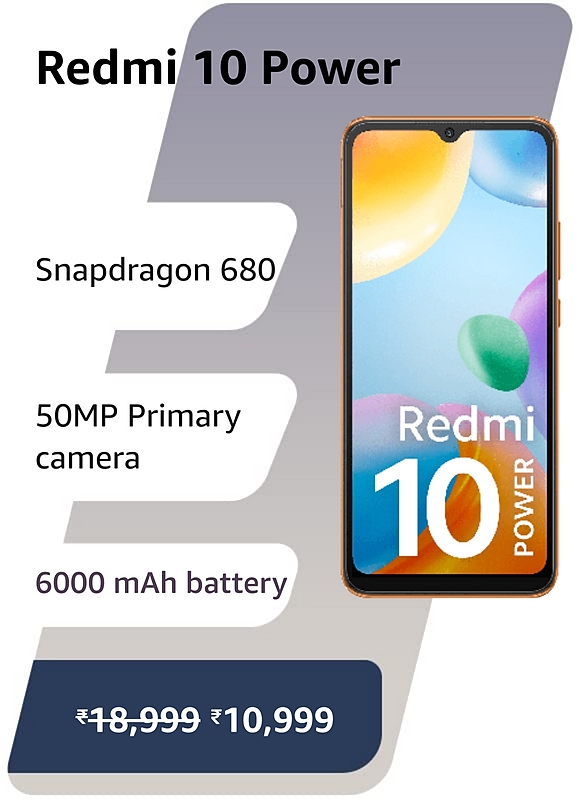 Redmi 10 Power
Snapdragon 680
50MP Primary
camera
6000 mAh battery
₹18,999 ₹10,999
Redmi
10
POWER